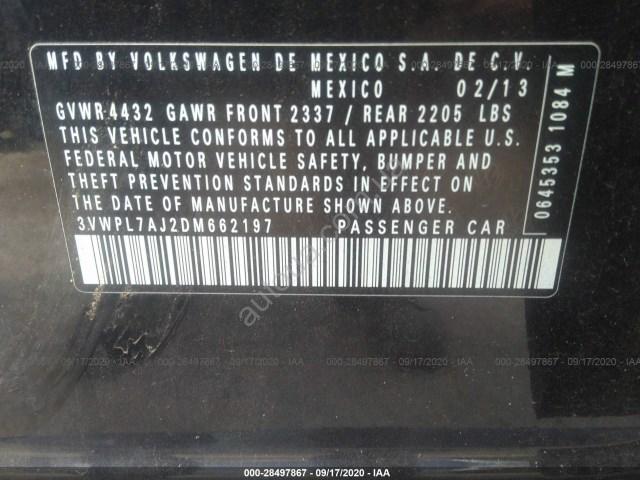 MFD BY VOLKSWAGEN DE MEXICO S.A. DE C.V.
MEXICO 02/13
GVWR 4432 GAWR FRONT 2337 / REAR 2205 LBS
THIS VEHICLE CONFORMS TO ALL APPLICABLE U.S.
FEDERAL MOTOR VEHICLE SAFETY, BUMPER AND
THEFT PREVENTION STANDARDS IN EFFECT ON
THE DATE OF MANUFACTURE SHOWN ABOVE.
3VWPL7AJ2DM662197 PASSENGER CAR
0645353 1084 M
000-28497867 - 09/17/2020 - IAA